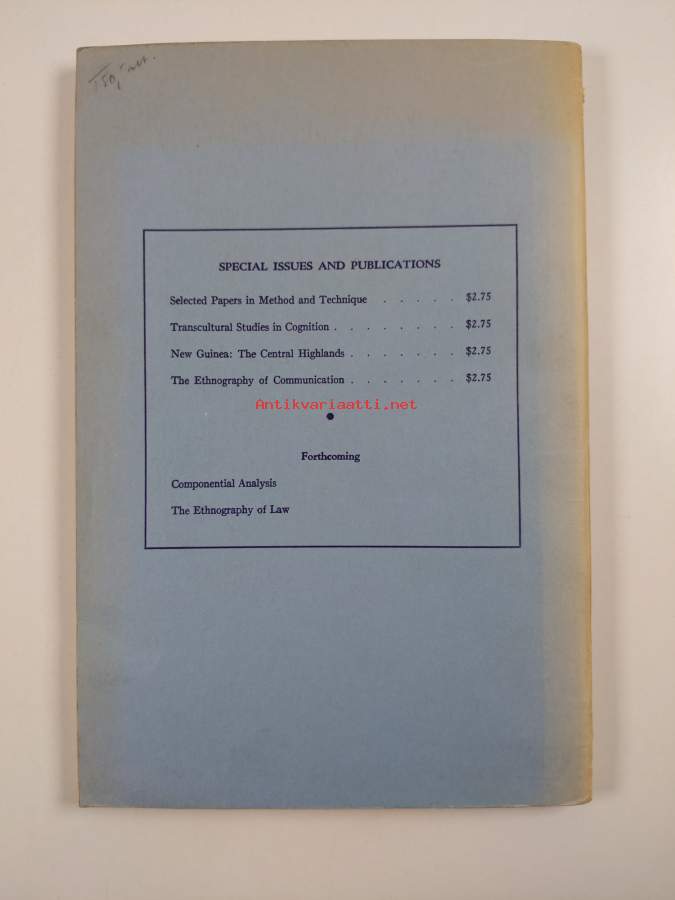 SPECIAL ISSUES AND PUBLICATIONS
Selected Papers in Method and Technique . . . . . $2.75
Transcultural Studies in Cognition . . . . . . . . $2.75
New Guinea: The Central Highlands . . . . . . . $2.75
The Ethnography of Communication . . . . . . . $2.75
Antikvariaatti.net
●
Forthcoming
Componential Analysis
The Ethnography of Law